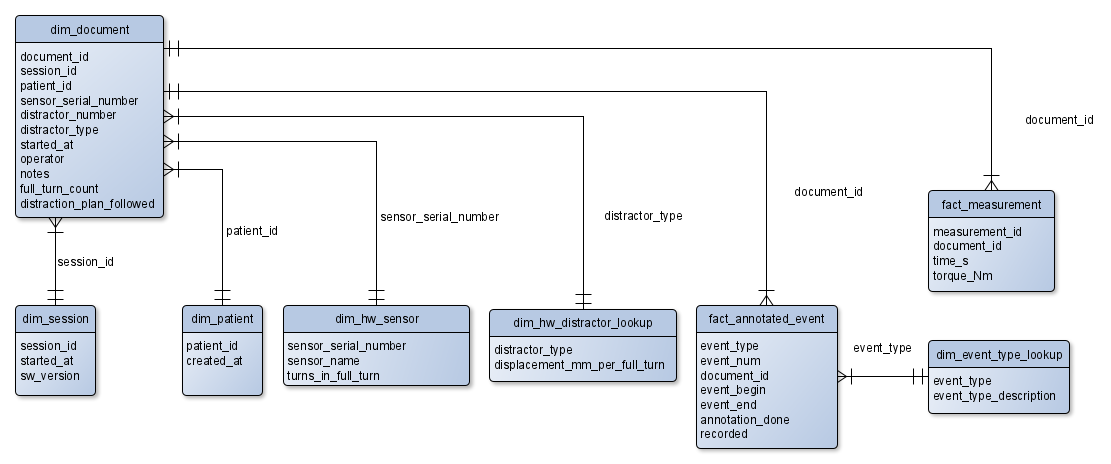 dim_document
document_id
session_id
patient_id
sensor_serial_number
distractor_number
distractor_type
started_at
operator
notes
full_turn_count
distraction_plan_followed
document_id
document_id
distractor_type
sensor_serial_number
patient_id
session_id
fact_measurement
measurement_id
document_id
time_s
torque_Nm
dim_session
session_id
started_at
sw_version
dim_patient
patient_id
created_at
dim_hw_sensor
sensor_serial_number
sensor_name
turns_in_full_turn
dim_hw_distractor_lookup
distractor_type
displacement_mm_per_full_turn
fact_annotated_event
event_type
event_num
document_id
event_begin
event_end
annotation_done
recorded
event_type
dim_event_type_lookup
event_type
event_type_description